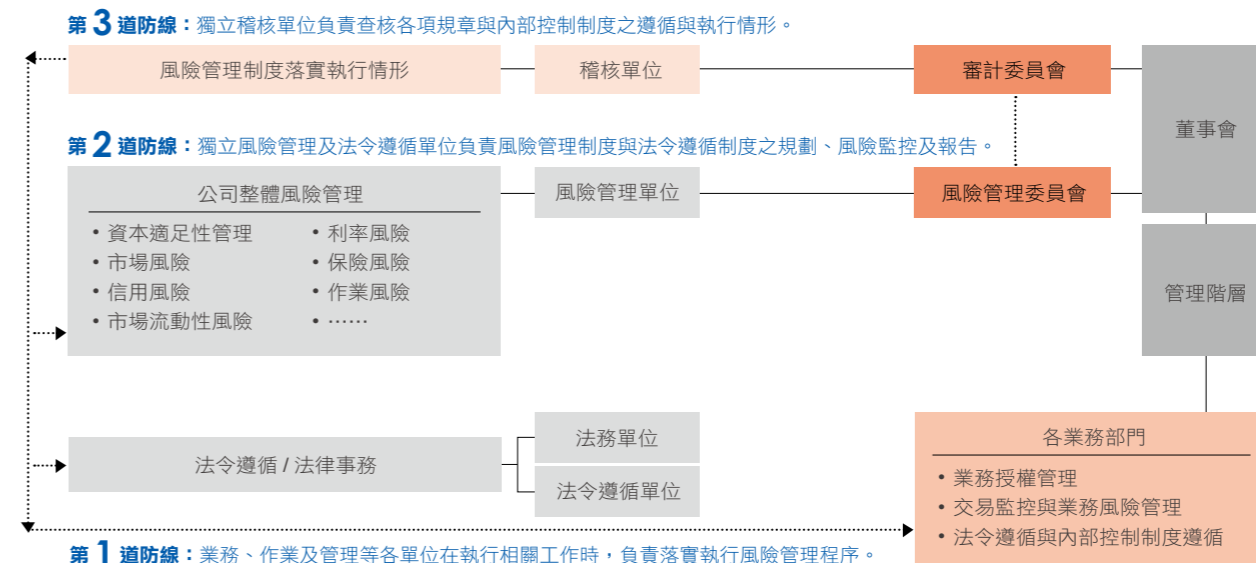 第3道防線：獨立稽核單位負責查核各項規章與內部控制制度之遵循與執行情形。
風險管理制度落實執行情形
稽核單位
審計委員會
董事會
第2道防線：獨立風險管理及法令遵循單位負責風險管理制度與法令遵循制度之規劃、風險監控及報告。
公司整體風險管理
風險管理單位
風險管理委員會
• 資本適足性管理
• 利率風險
• 市場風險
• 保險風險
• 信用風險
• 作業風險
• 市場流動性風險
• ……
管理階層
法令遵循 / 法律事務
法務單位
法令遵循單位
各業務部門
• 業務授權管理
• 交易監控與業務風險管理
• 法令遵循與內部控制制度遵循
第1道防線：業務、作業及管理等各單位在執行相關工作時，負責落實執行風險管理程序。